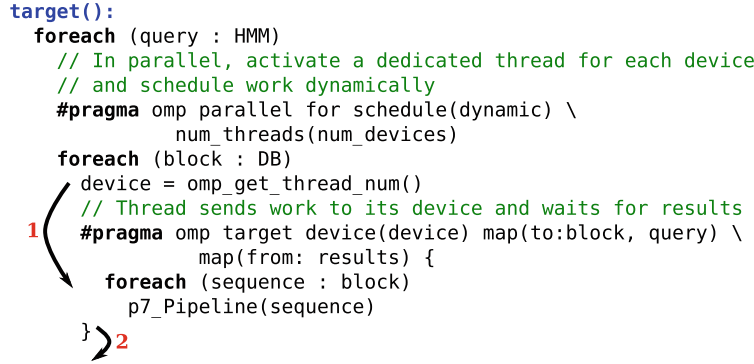 target():
foreach (query : HMM)
// In parallel, activate a dedicated thread for each device
// and schedule work dynamically
#pragma omp parallel for schedule(dynamic) \
num_threads(num_devices)
foreach (block : DB)
device = omp_get_thread_num()
// Thread sends work to its device and waits for results
#pragma omp target device(device) map(to:block, query) \
map(from: results) {
foreach (sequence : block)
p7_Pipeline(sequence)
}
1
2